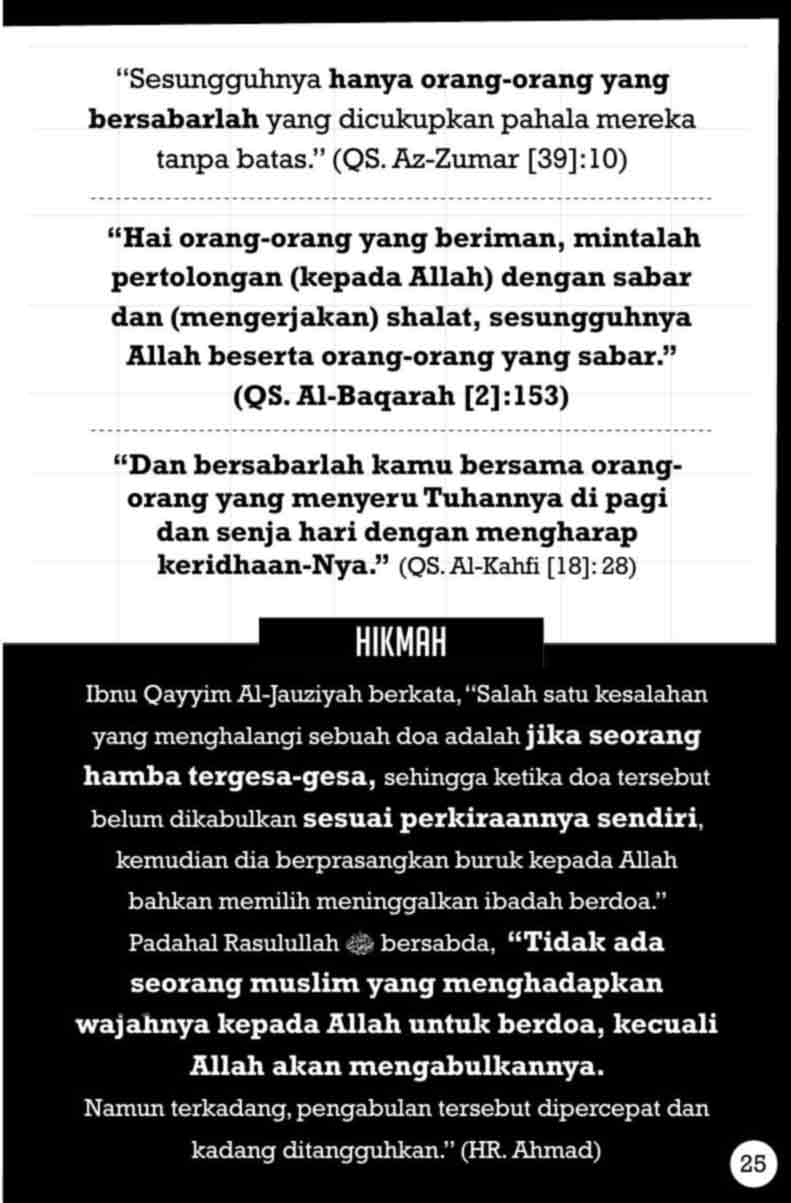 “Sesungguhnya hanya orang-orang yang
bersabarlah yang dicukupkan pahala mereka
tanpa batas.” (QS. Az-Zumar [39]:10)
“Hai orang-orang yang beriman, mintalah
pertolongan (kepada Allah) dengan sabar
dan (mengerjakan) shalat, sesungguhnya
Allah beserta orang-orang yang sabar.”
(QS. Al-Baqarah [2]:153)
“Dan bersabarlah kamu bersama orang-
orang yang menyeru Tuhannya di pagi
dan senja hari dengan mengharap
keridhaan-Nya.” (QS. Al-Kahfi [18]: 28)
HIKMAH
Ibnu Qayyim Al-Jauziyah berkata, “Salah satu kesalahan
yang menghalangi sebuah doa adalah jika seorang
hamba tergesa-gesa, sehingga ketika doa tersebut
belum dikabulkan sesuai perkiraannya sendiri,
kemudian dia berprasangkan buruk kepada Allah
bahkan memilih meninggalkan ibadah berdoa.”
Padahal Rasulullah ﷺ bersabda, “Tidak ada
seorang muslim yang menghadapkan
wajahnya kepada Allah untuk berdoa, kecuali
Allah akan mengabulkannya.
Namun terkadang, pengabulan tersebut dipercepat dan
kadang ditangguhkan.” (HR. Ahmad)
25